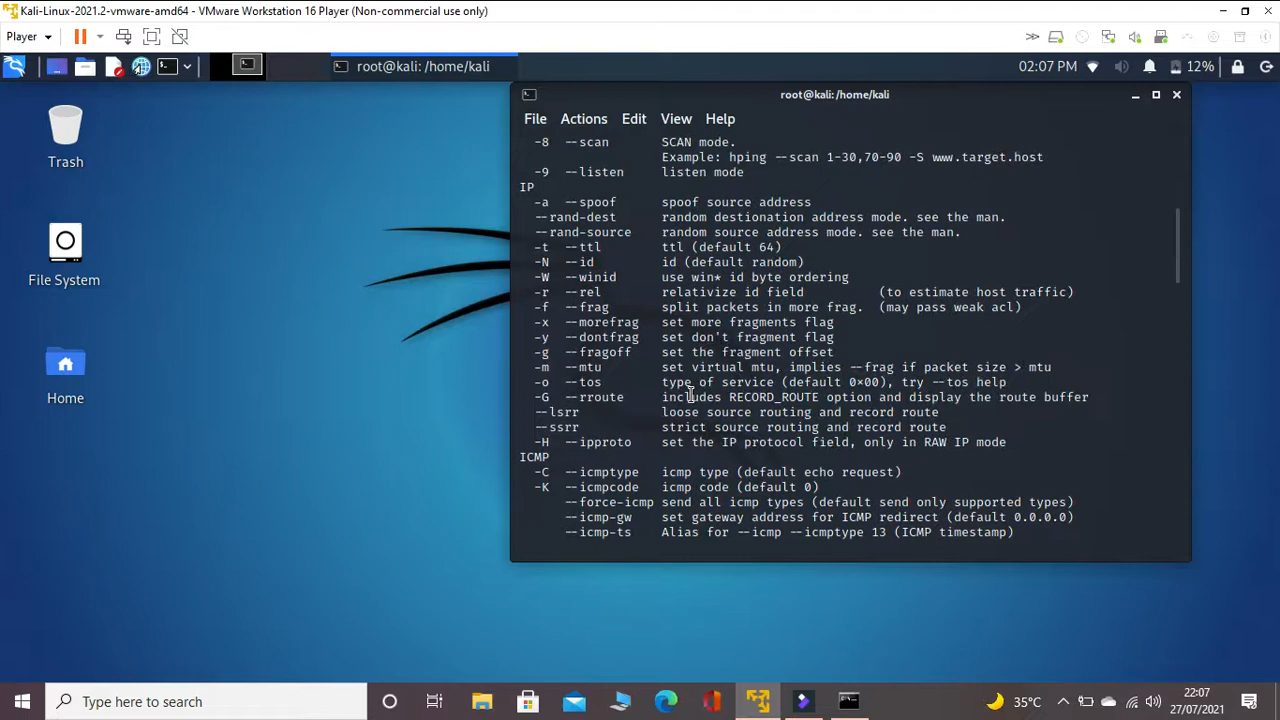 Kali-Linux-2021.2-vmware-amd64 - VMware Workstation 16 Player (Non-commercial use only)
Player
root@kali: /home/kali
02:07 PM
12%
root@kali:/home/kali
File Actions Edit View Help
-8 --scan SCAN mode.
Example: hping --scan 1-30,70-90 -S www.target.host
-9 --listen listen mode
IP
-a --spoof spoof source address
--rand-dest random destionation address mode. see the man.
--rand-source random source address mode. see the man.
-t --ttl ttl (default 64)
-N --id id (default random)
-W --winid use win* id byte ordering
-r --rel relativize id field (to estimate host traffic)
-f --frag split packets in more frag. (may pass weak acl)
-x --morefrag set more fragments flag
-y --dontfrag set don't fragment flag
-g --fragoff set the fragment offset
-m --mtu set virtual mtu, implies --frag if packet size > mtu
-o --tos type of service (default 0×00), try --tos help
-G --rroute includes RECORD_ROUTE option and display the route buffer
--lsrr loose source routing and record route
--ssrr strict source routing and record route
-H --ipproto set the IP protocol field, only in RAW IP mode
ICMP
-C --icmptype icmp type (default echo request)
-K --icmpcode icmp code (default 0)
--force-icmp send all icmp types (default send only supported types)
--icmp-gw set gateway address for ICMP redirect (default 0.0.0.0)
--icmp-ts Alias for --icmp --icmptype 13 (ICMP timestamp)
Trash
File System
Home
Type here to search
35°C
22:07
27/07/2021